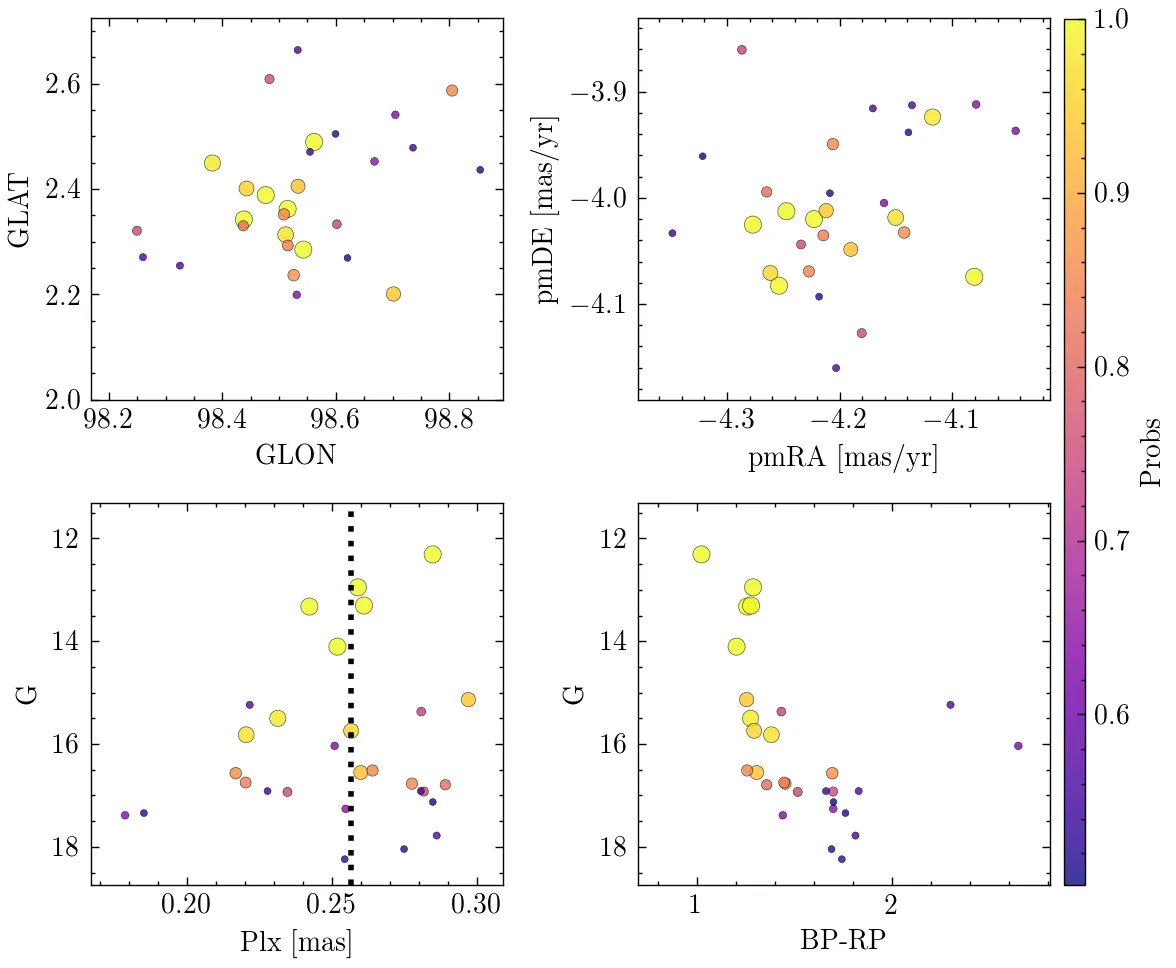 2.6
2.4
2.2
2.0
GLAT
98.2 98.4 98.6 98.8
GLON
−3.9
−4.0
−4.1
pmDE [mas/yr]
−4.3 −4.2 −4.1
pmRA [mas/yr]
12
14
16
18
G
0.20 0.25 0.30
Plx [mas]
12
14
16
18
G
1 2
BP-RP
1.0
0.9
0.8
0.7
0.6
Probs